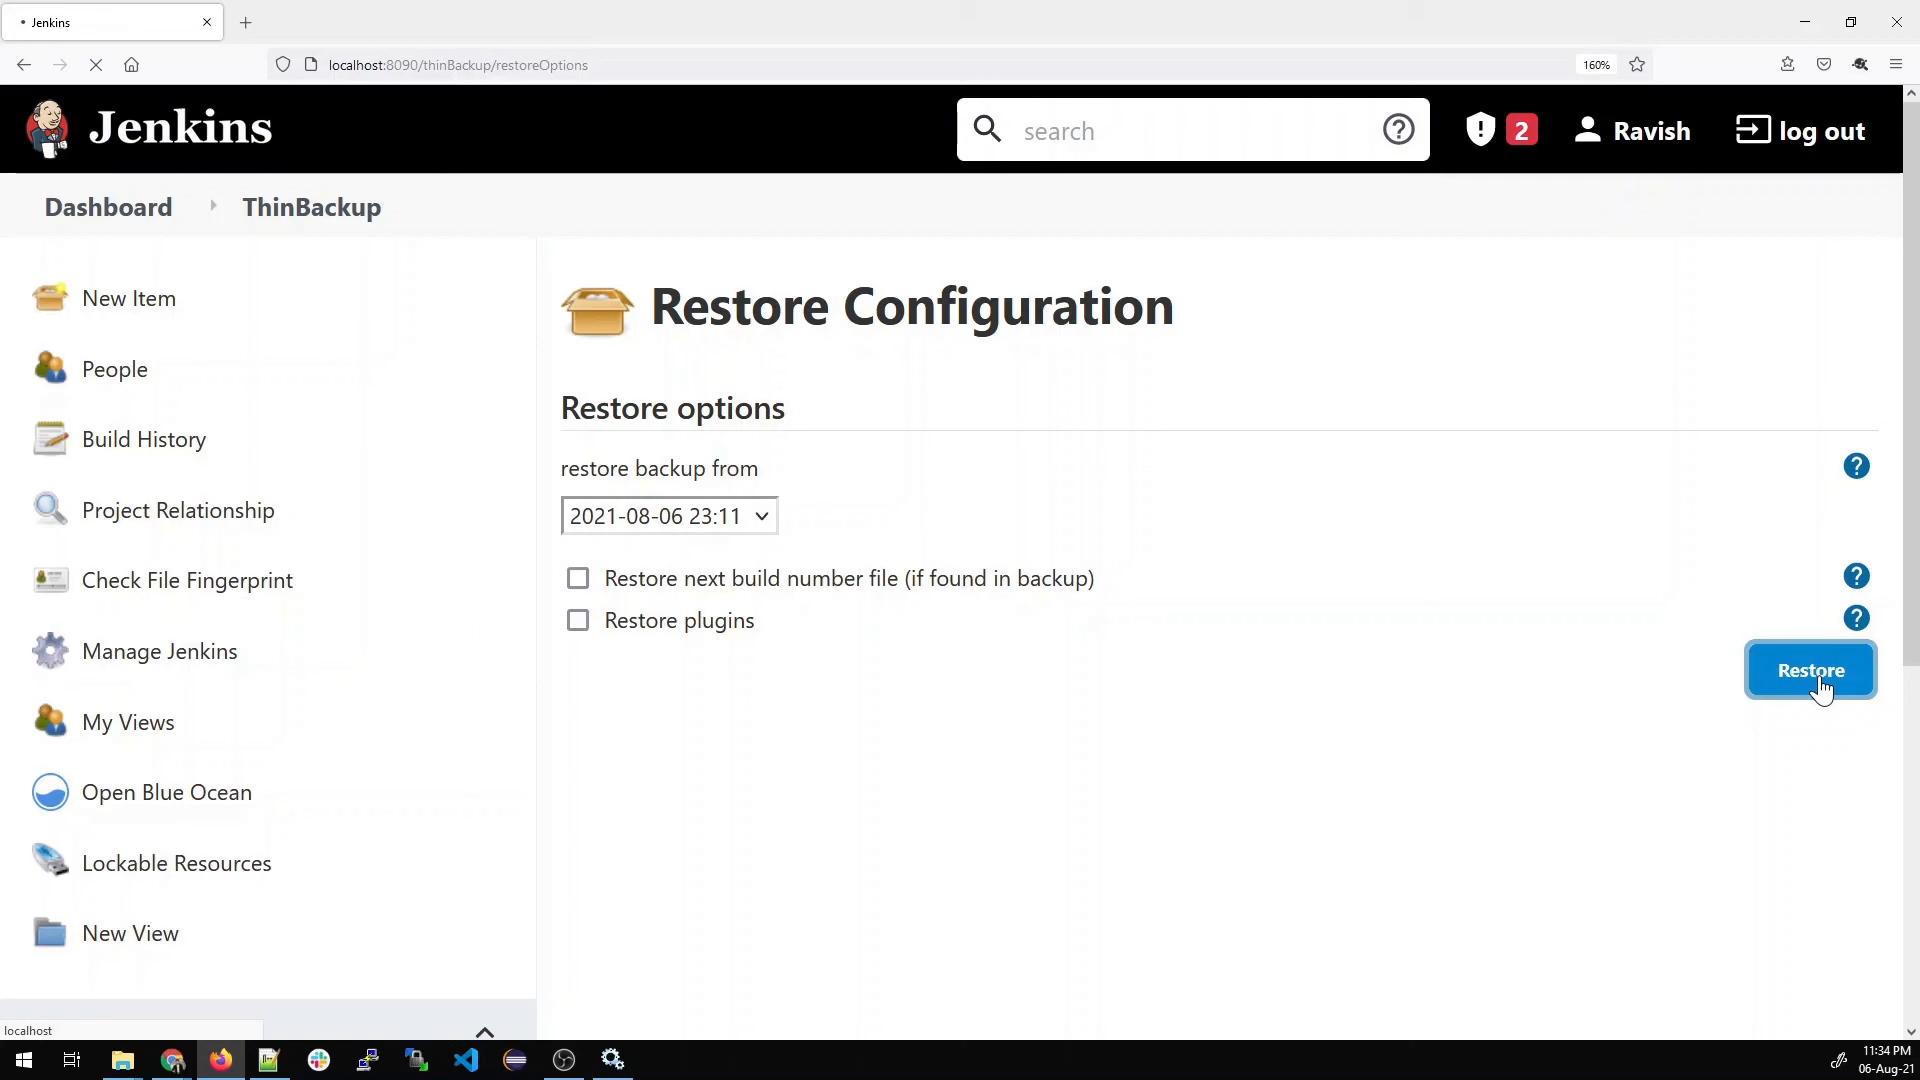 Jenkins
localhost:8090/thinBackup/restoreOptions
160%
Jenkins
search
2
Ravish
log out
Dashboard
ThinBackup
New Item
People
Build History
Project Relationship
Check File Fingerprint
Manage Jenkins
My Views
Open Blue Ocean
Lockable Resources
New View
Restore Configuration
Restore options
restore backup from
2021-08-06 23:11
Restore next build number file (if found in backup)
Restore plugins
Restore
localhost
11:34 PM
06-Aug-21